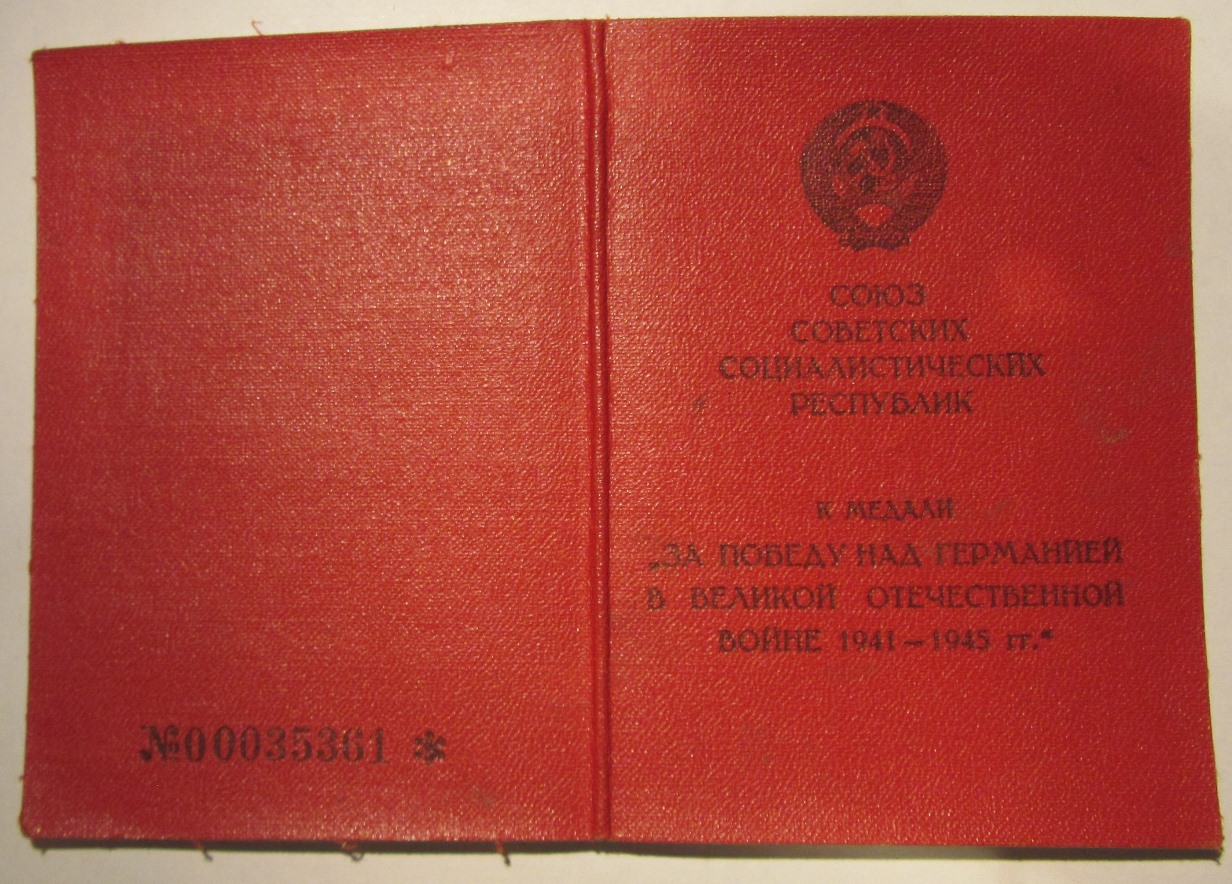 №00035361 *
СОЮЗ
СОВЕТСКИХ
СОЦИАЛИСТИЧЕСКИХ
РЕСПУБЛИК
К МЕДАЛИ
„ЗА ПОБЕДУ НАД ГЕРМАНИЕЙ
В ВЕЛИКОЙ ОТЕЧЕСТВЕННОЙ
ВОЙНЕ 1941–1945 гг.“